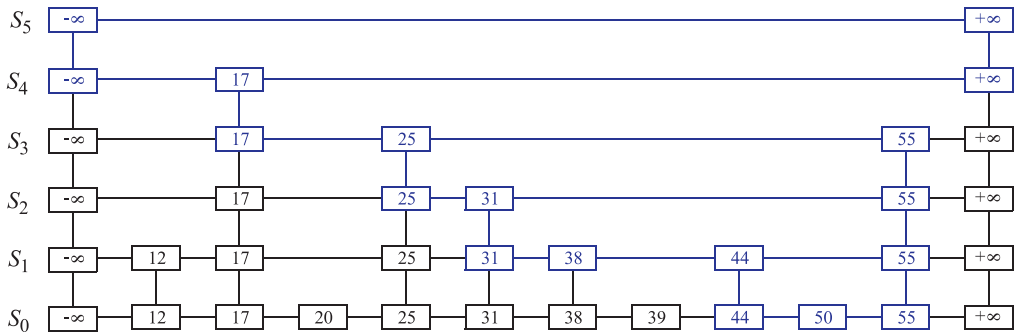 S5 -∞ +∞
S4 -∞ 17 +∞
S3 -∞ 17 25 55 +∞
S2 -∞ 17 25 31 55 +∞
S1 -∞ 12 17 25 31 38 44 55 +∞
S0 -∞ 12 17 20 25 31 38 39 44 50 55 +∞